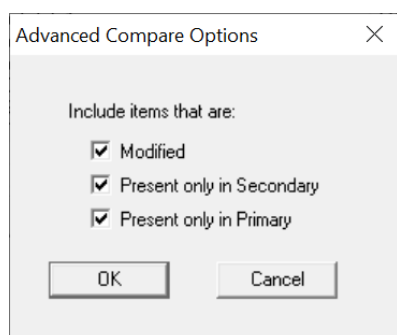 Advanced Compare Options
Include items that are:
Modified
Present only in Secondary
Present only in Primary
OK Cancel